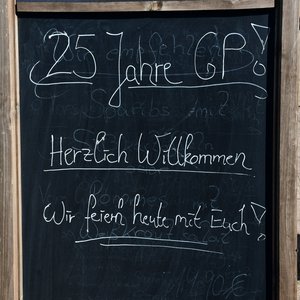 25 Jahre GP!
Herzlich Willkommen
Wir feiern heute mit Euch!